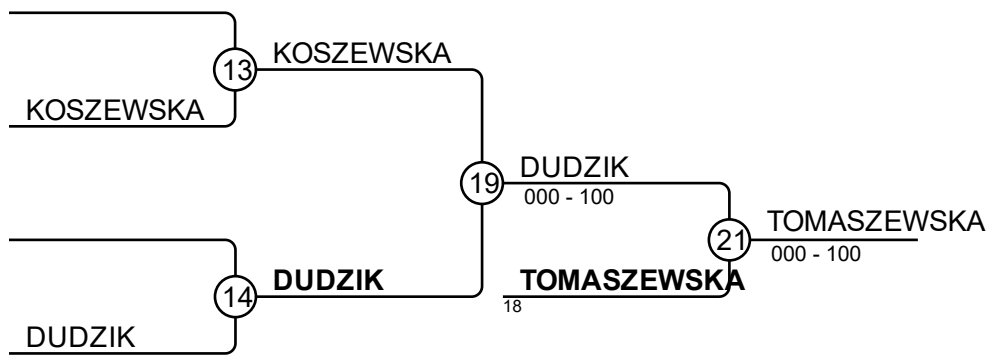 KOSZEWSKA
13
KOSZEWSKA
DUDZIK
19
000 - 100
TOMASZEWSKA
21
000 - 100
DUDZIK
TOMASZEWSKA
14
18
DUDZIK